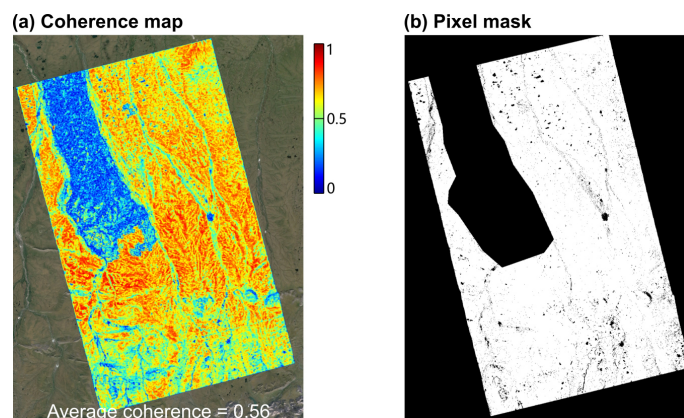 (a) Coherence map
(b) Pixel mask
1
0.5
0
Average coherence = 0.56